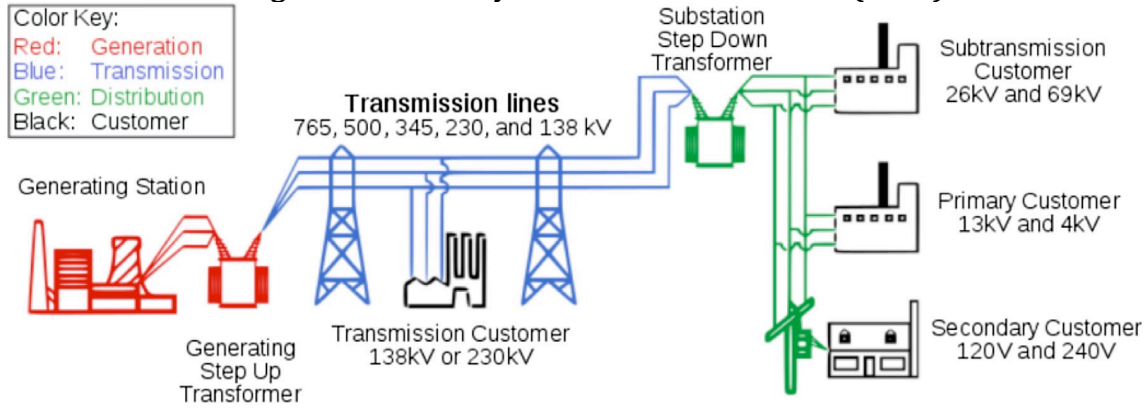 Color Key:
Red: Generation
Blue: Transmission
Green: Distribution
Black: Customer
Substation
Step Down
Transformer
Subtransmission
Customer
26kV and 69kV
Transmission lines
765, 500, 345, 230, and 138 kV
Generating Station
Primary Customer
13kV and 4kV
Transmission Customer
138kV or 230kV
Generating
Step Up
Transformer
Secondary Customer
120V and 240V